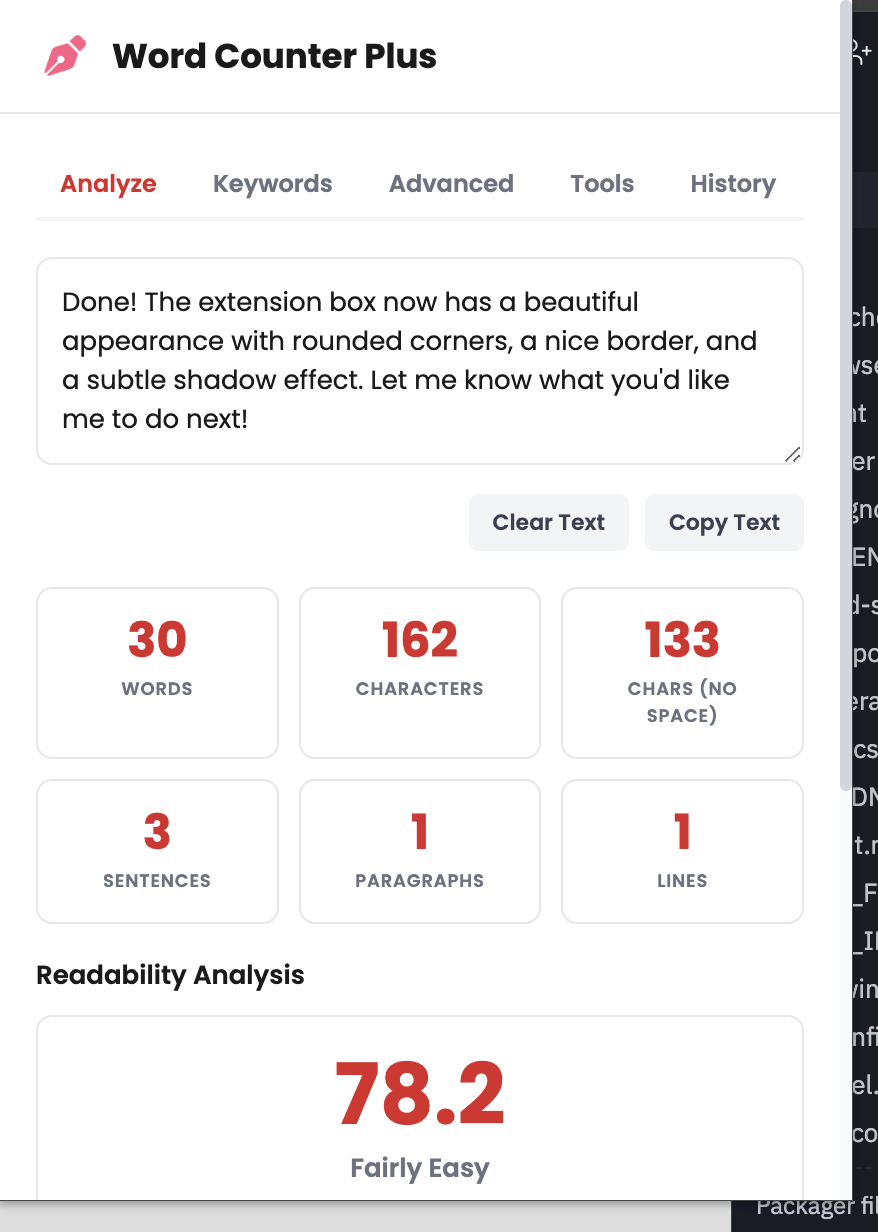 Word Counter Plus
Analyze Keywords Advanced Tools History
Done! The extension box now has a beautiful
appearance with rounded corners, a nice border, and
a subtle shadow effect. Let me know what you'd like
me to do next!
Clear Text Copy Text
30 162 133
WORDS CHARACTERS CHARS (NO
SPACE)
3 1 1
SENTENCES PARAGRAPHS LINES
Readability Analysis
78.2
Fairly Easy
Packager fil